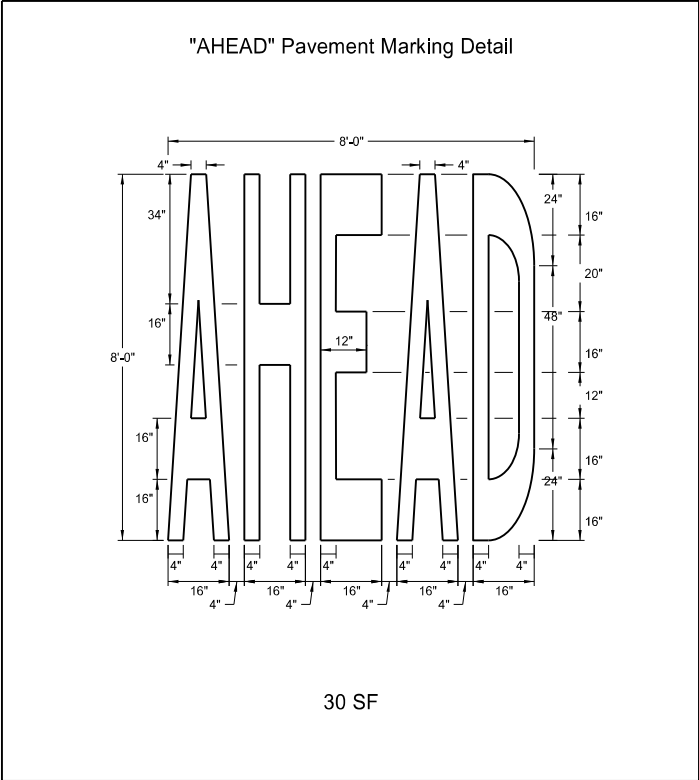 "AHEAD" Pavement Marking Detail
8'-0"
4" 4"
24"
34" 16"
20"
16" 48"
12"
8'-0" 16"
12"
16" 16"
24"
16" 16"
AHEAD
4" 4" 4" 4" 4" 4" 4" 4" 4" 4"
16" 16" 16" 16" 16"
4" 4" 4" 4"
30 SF